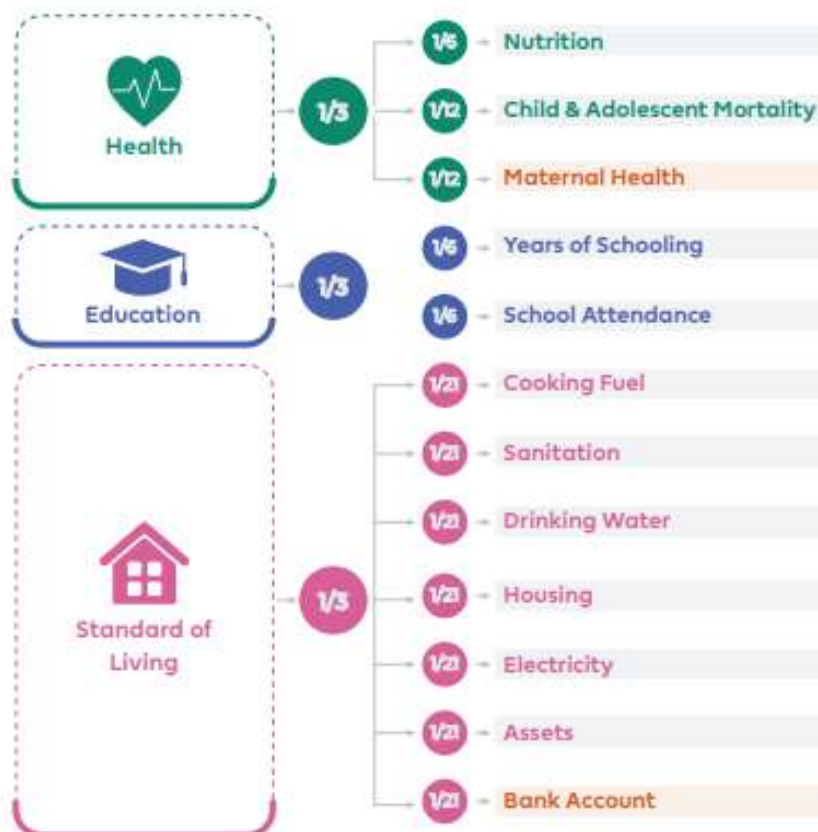 Health
1/3
1/6 Nutrition
1/12 Child & Adolescent Mortality
1/12 Maternal Health
Education
1/3
1/6 Years of Schooling
1/6 School Attendance
Standard of
Living
1/3
1/21 Cooking Fuel
1/21 Sanitation
1/21 Drinking Water
1/21 Housing
1/21 Electricity
1/21 Assets
1/21 Bank Account